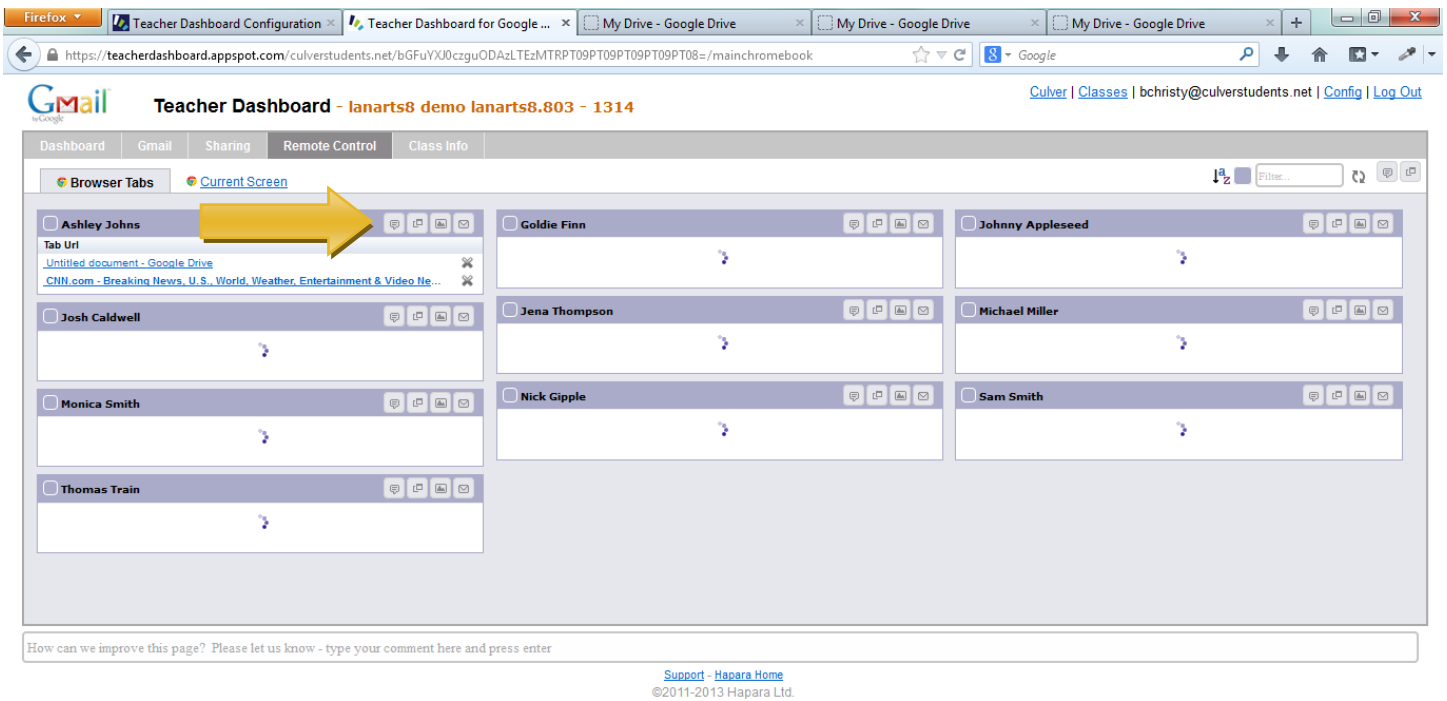 Firefox
Teacher Dashboard Configuration
Teacher Dashboard for Google ...
My Drive - Google Drive
My Drive - Google Drive
My Drive - Google Drive
https://teacherdashboard.appspot.com/culverstudents.net/bGFuYXJ0czguODAzLTEzMTRPT09PT09PT09PT09PT08=/mainchromebook
Google
Gmail
by Google
Teacher Dashboard - lanarts8 demo lanarts8.803 - 1314
Culver | Classes | bchristy@culverstudents.net | Config | Log Out
Dashboard Gmail Sharing Remote Control Class Info
Browser Tabs Current Screen
Filter...
Ashley Johns
Tab Url
Untitled document - Google Drive
CNN.com - Breaking News, U.S., World, Weather, Entertainment & Video Ne...
Goldie Finn
Johnny Appleseed
Josh Caldwell
Jena Thompson
Michael Miller
Monica Smith
Nick Gipple
Sam Smith
Thomas Train
How can we improve this page? Please let us know - type your comment here and press enter
Support - Hapara Home
©2011-2013 Hapara Ltd.